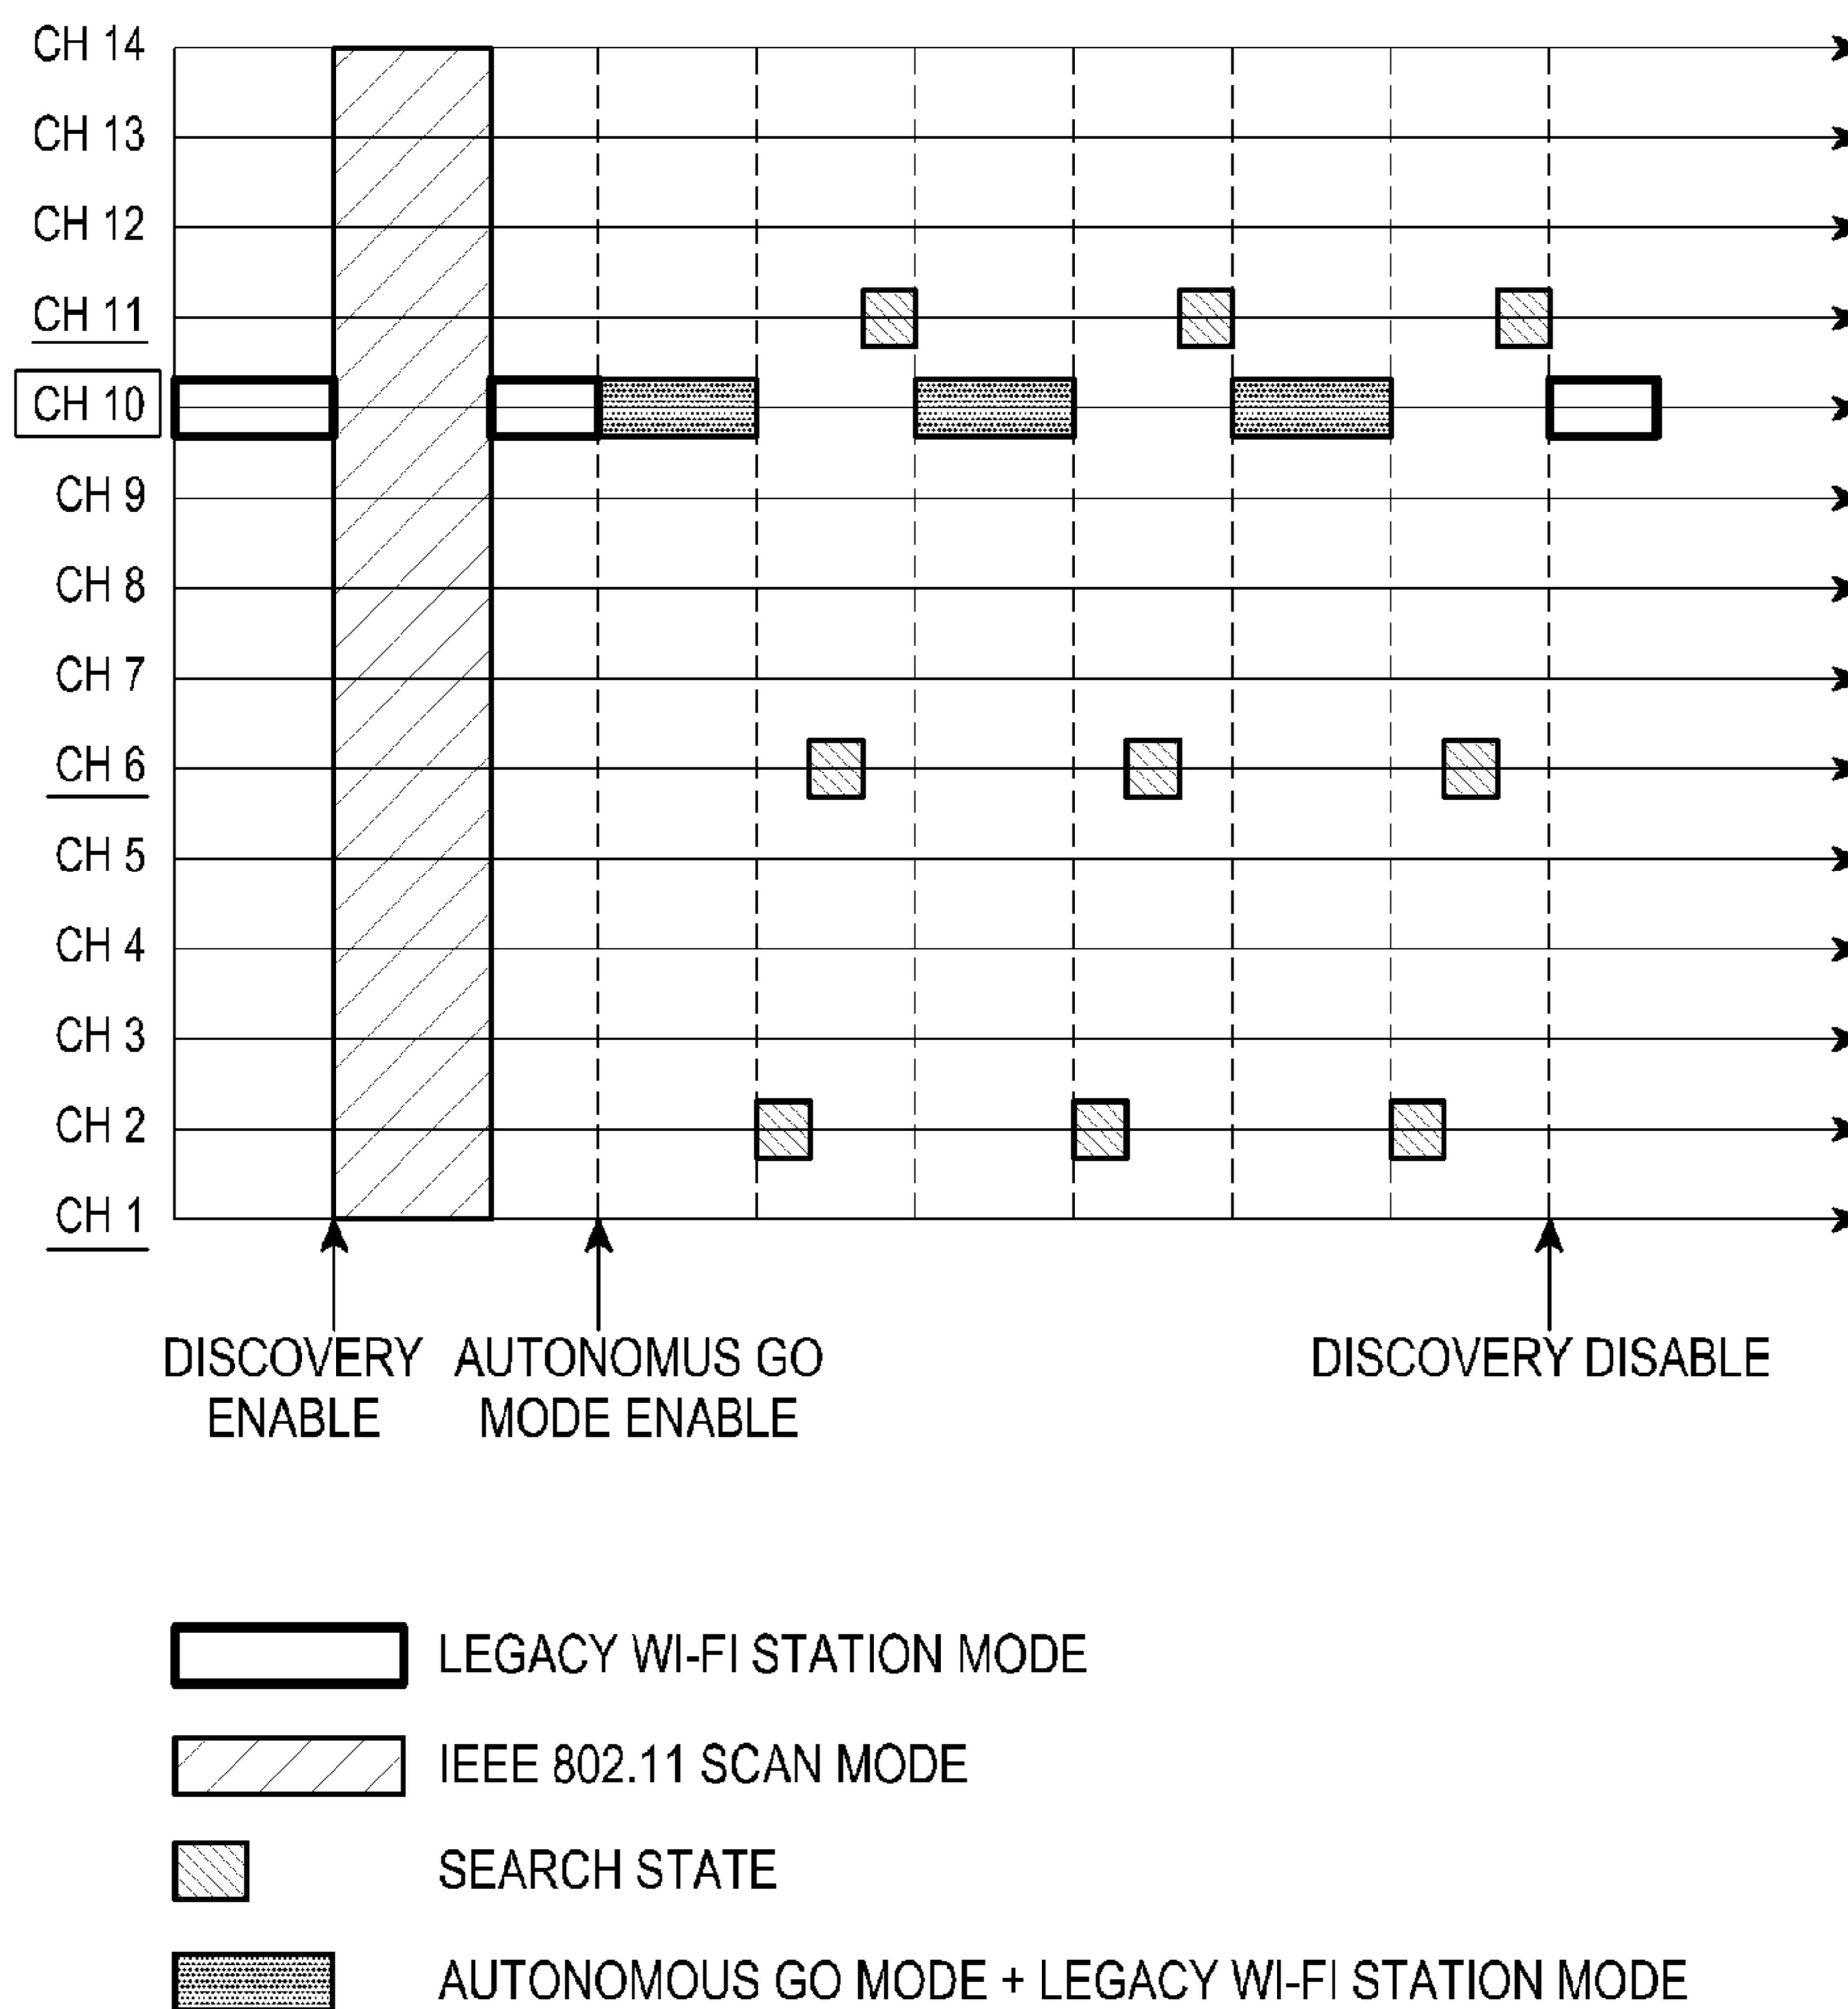 CH 14
CH 13
CH 12
CH 11
CH 10
CH 9
CH 8
CH 7
CH 6
CH 5
CH 4
CH 3
CH 2
CH 1
DISCOVERY
ENABLE
AUTONOMUS GO
MODE ENABLE
DISCOVERY DISABLE
LEGACY WI-FI STATION MODE
IEEE 802.11 SCAN MODE
SEARCH STATE
AUTONOMOUS GO MODE + LEGACY WI-FI STATION MODE